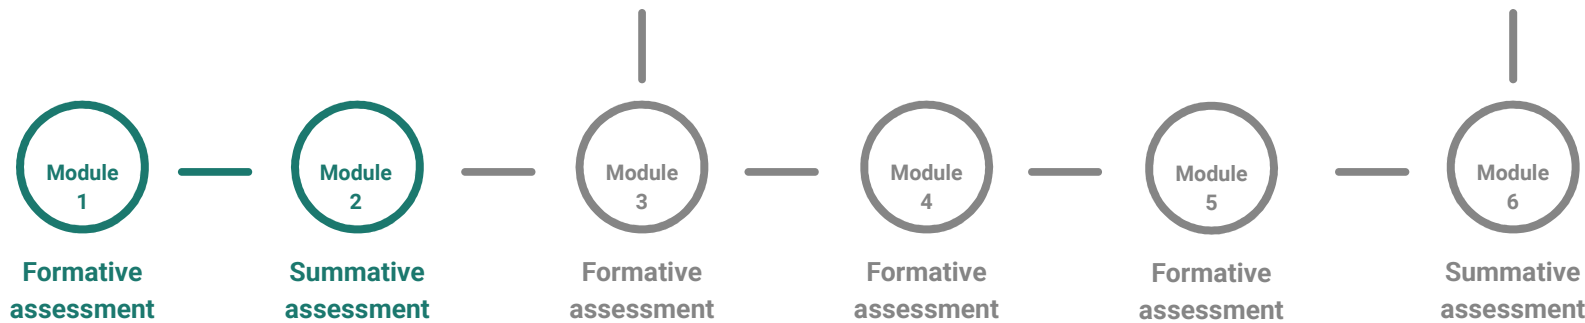 Module
1
Module
2
Module
3
Module
4
Module
5
Module
6
Formative
assessment
Summative
assessment
Formative
assessment
Formative
assessment
Formative
assessment
Summative
assessment